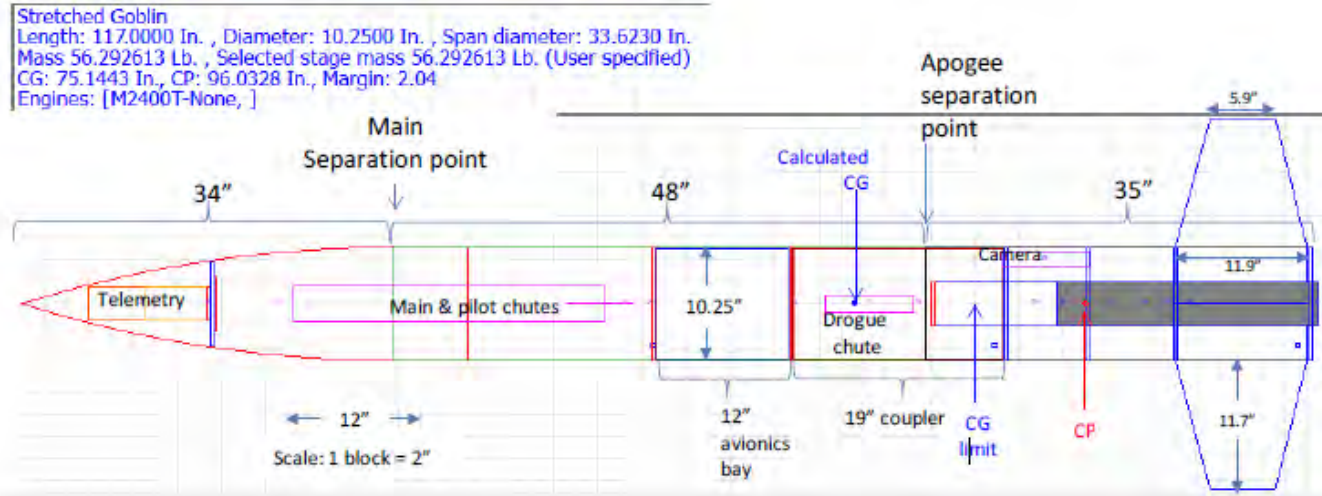 Stretched Goblin
Length: 117.0000 In. , Diameter: 10.2500 In. , Span diameter: 33.6230 In.
Mass 56.292613 Lb. , Selected stage mass 56.292613 Lb. (User specified)
CG: 75.1443 In., CP: 96.0328 In., Margin: 2.04
Engines: [M2400T-None, ]
Apogee
separation
point
5.9”
Main
Separation point
Calculated
CG
34”
48”
35”
Camera
11.9”
Telemetry
Main & pilot chutes
10.25”
Drogue
chute
12”
Scale: 1 block = 2”
12”
avionics
bay
19” coupler
CG
limit
CP
11.7”